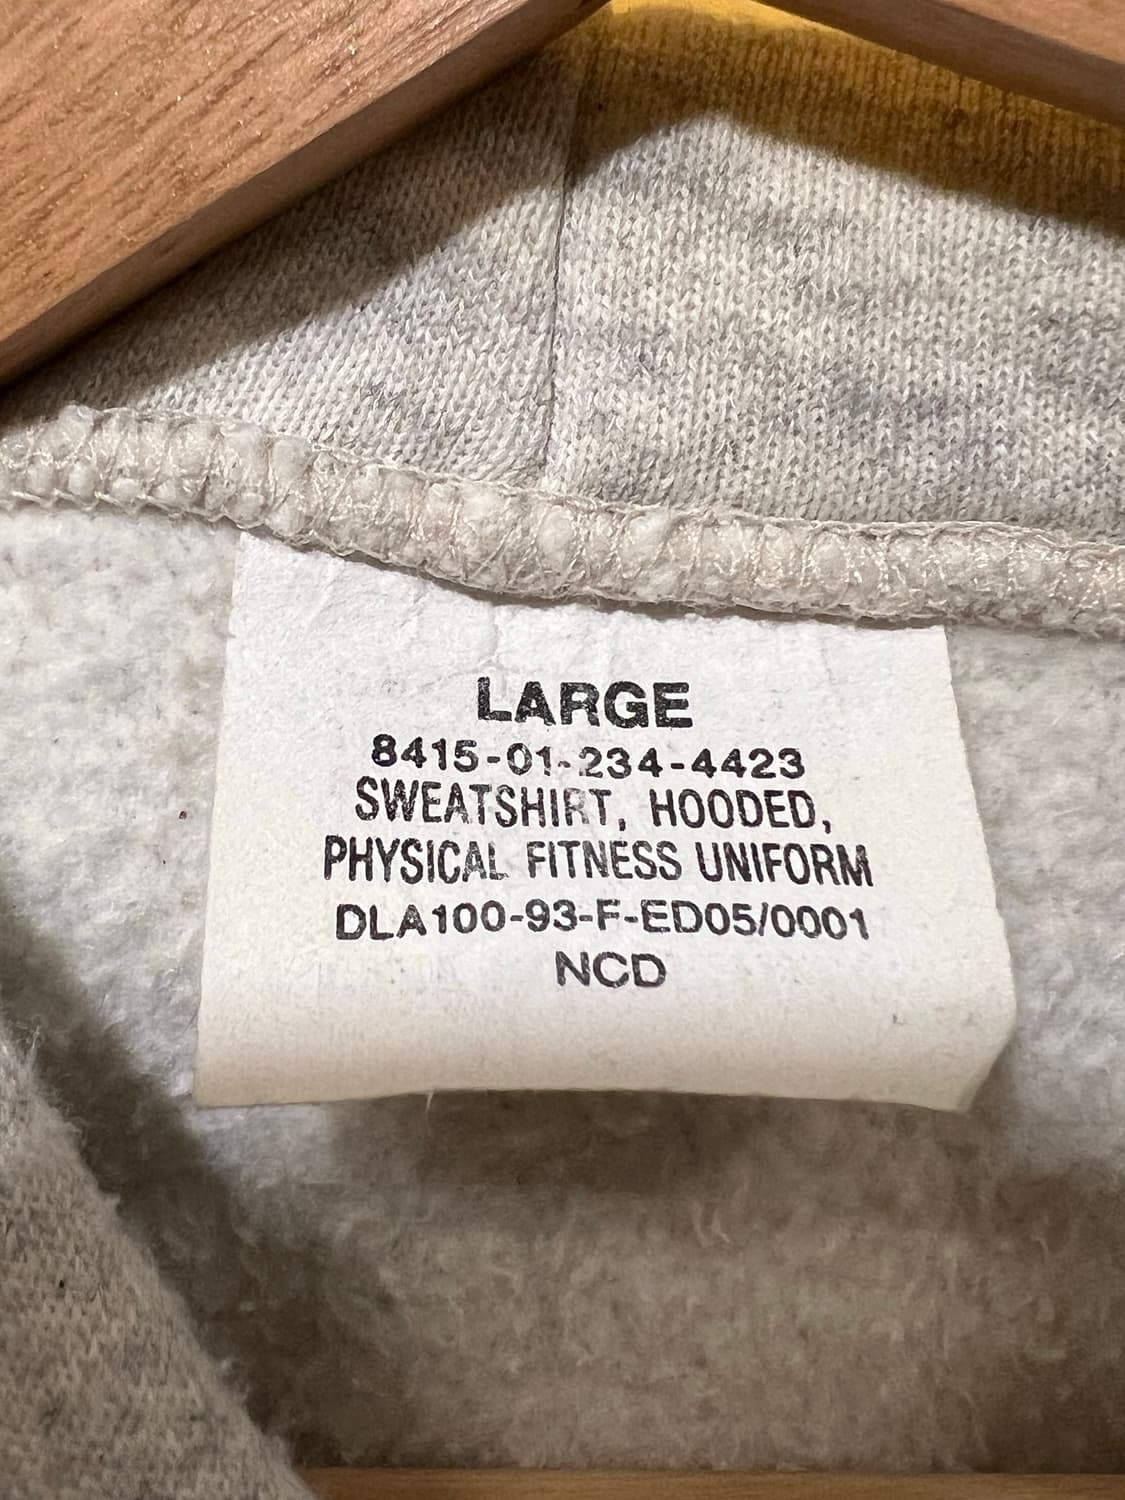 LARGE
8415-01-234-4423
SWEATSHIRT, HOODED,
PHYSICAL FITNESS UNIFORM
DLA100-93-F-ED05/0001
NCD